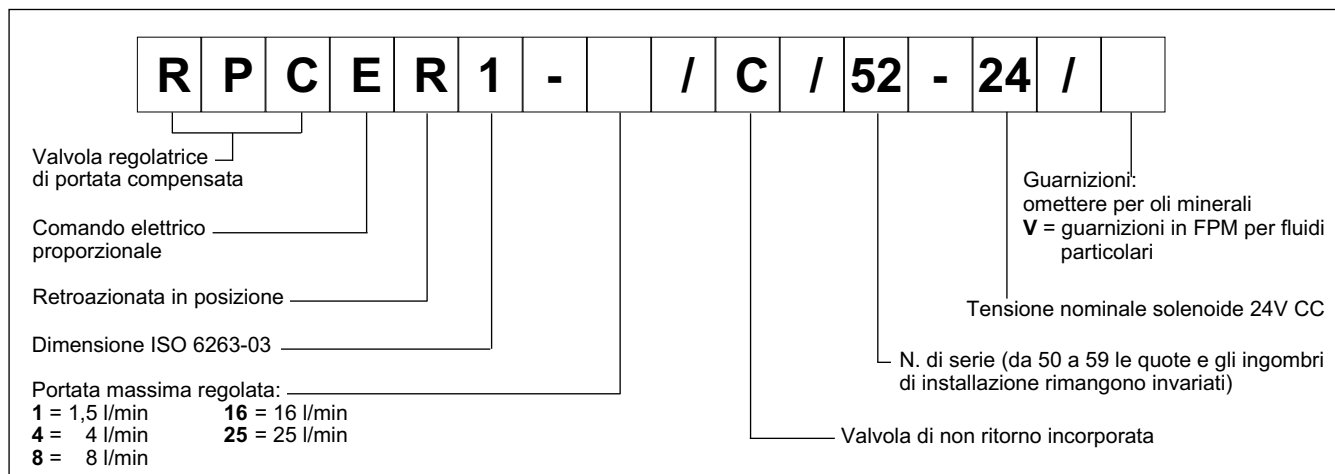 R P C E R 1 - / C / 52 - 24 /
Valvola regolatrice
di portata compensata
Comando elettrico
proporzionale
Retroazionata in posizione
Dimensione ISO 6263-03
Portata massima regolata:
1 = 1,5 l/min 16 = 16 l/min
4 = 4 l/min 25 = 25 l/min
8 = 8 l/min
Guarnizioni:
omettere per oli minerali
V = guarnizioni in FPM per fluidi
particolari
Tensione nominale solenoide 24V CC
N. di serie (da 50 a 59 le quote e gli ingombri
di installazione rimangono invariati)
Valvola di non ritorno incorporata